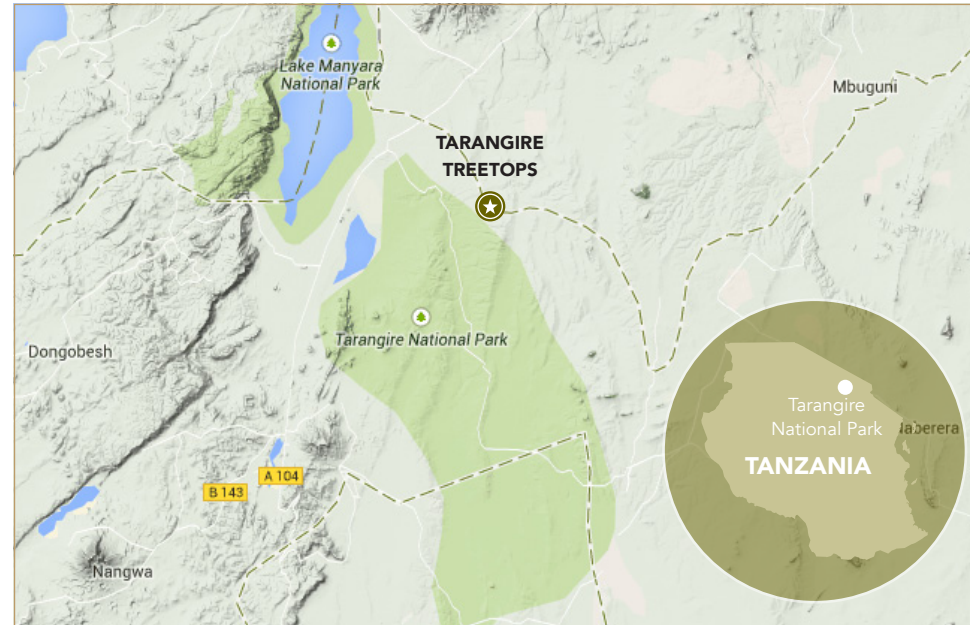 Lake Manyara
National Park
Mbuguni
TARANGIRE
TREETOPS
Tarangire National Park
Dongobesh
A 104
B 143
Nangwa
Tarangire
National Park
TANZANIA